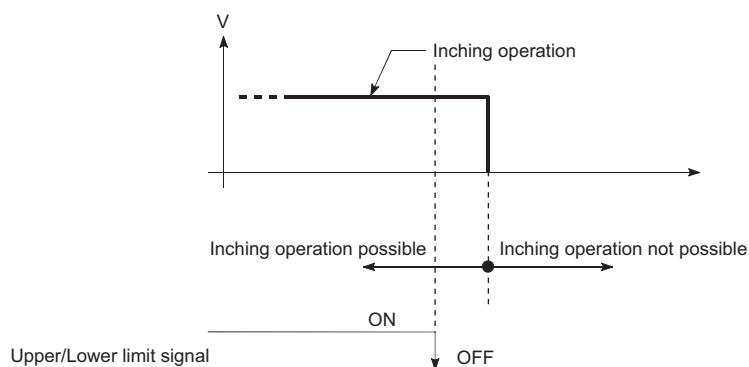 V
Inching operation
Inching operation possible
Inching operation not possible
ON
Upper/Lower limit signal
OFF